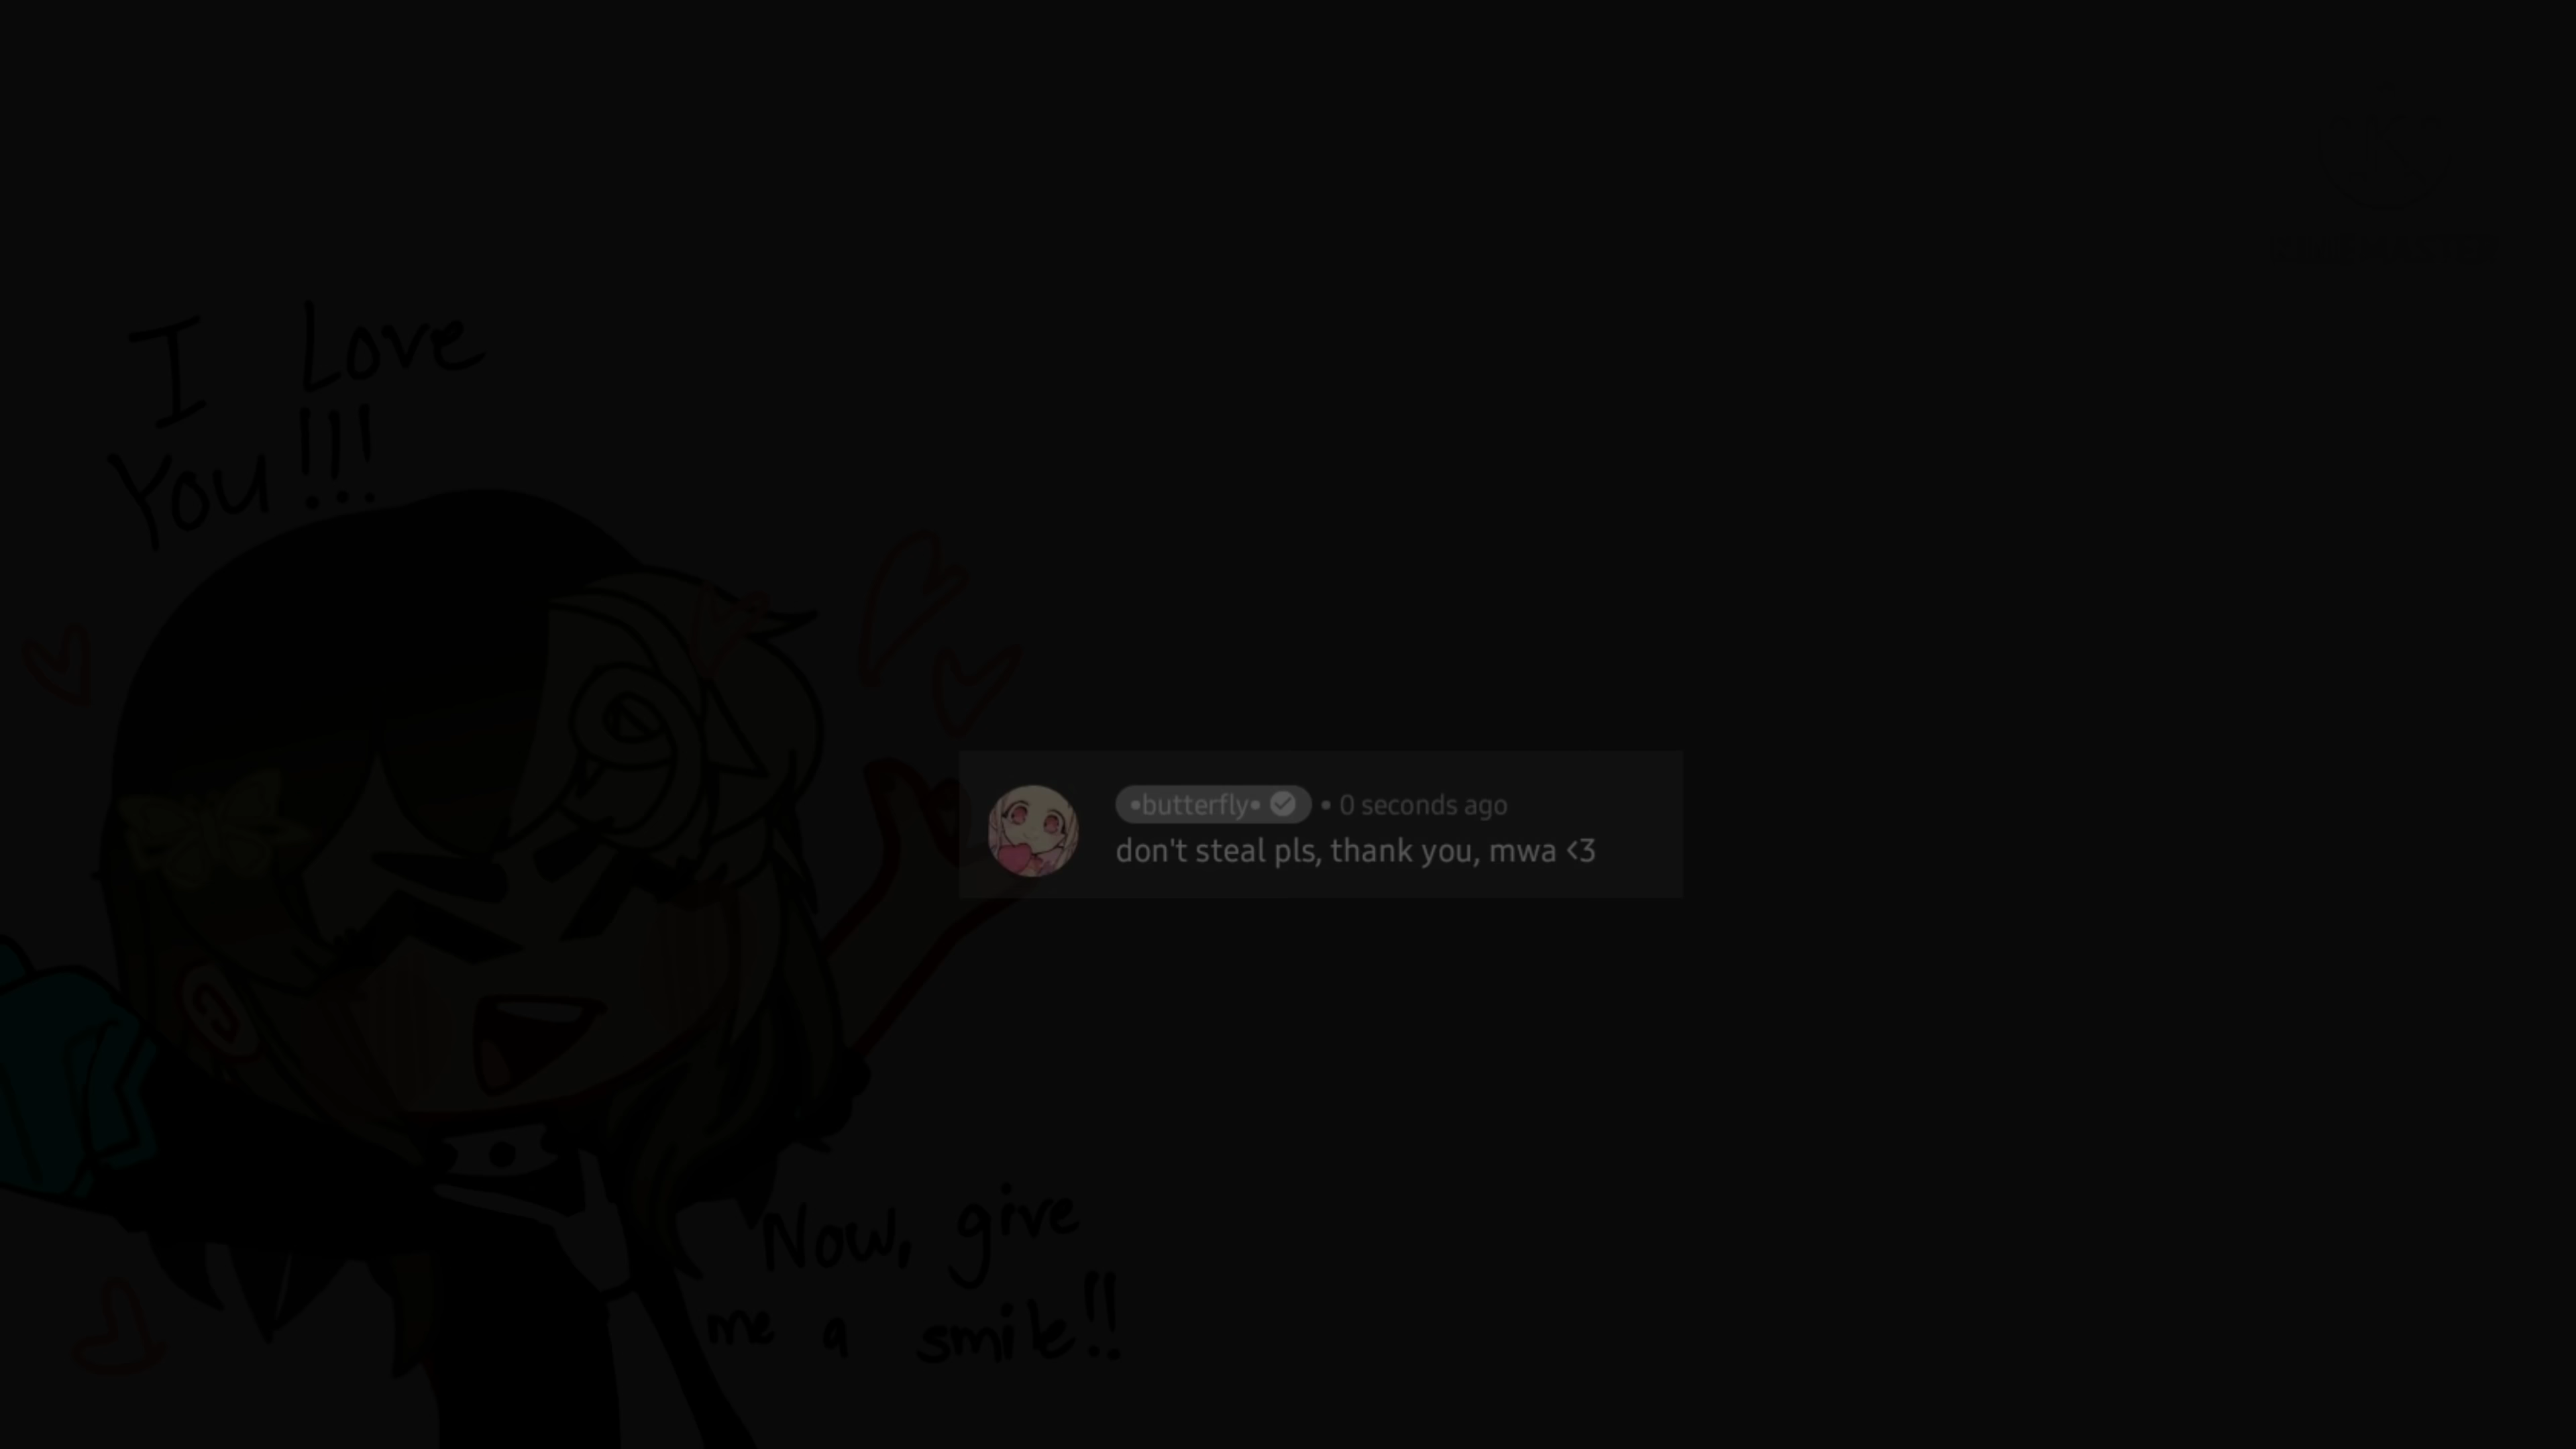 I Love
You!!!
•butterfly• • 0 seconds ago
don't steal pls, thank you, mwa <3
Now, give
me a smile!!